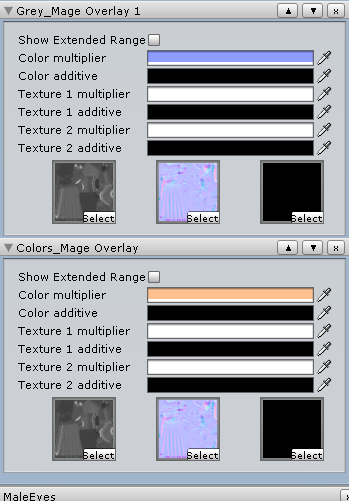 Grey_Mage Overlay 1 ▲ ▼ x
Show Extended Range
Color multiplier
Color additive
Texture 1 multiplier
Texture 1 additive
Texture 2 multiplier
Texture 2 additive
Select Select Select
Colors_Mage Overlay ▲ ▼ x
Show Extended Range
Color multiplier
Color additive
Texture 1 multiplier
Texture 1 additive
Texture 2 multiplier
Texture 2 additive
Select Select Select
MaleEyes x